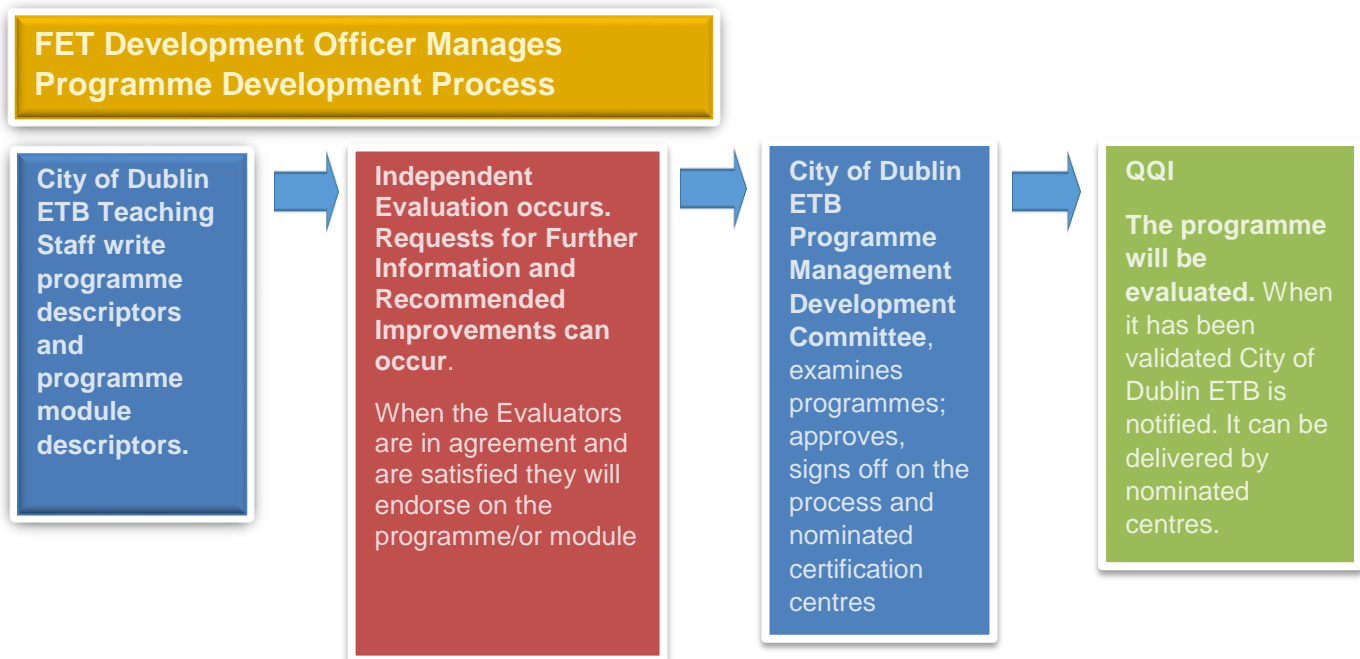 FET Development Officer Manages
Programme Development Process
City of Dublin
ETB Teaching
Staff write
programme
descriptors
and
programme
module
descriptors.
Independent
Evaluation occurs.
Requests for Further
Information and
Recommended
Improvements can
occur.
When the Evaluators
are in agreement and
are satisfied they will
endorse on the
programme/or module
City of Dublin
ETB
Programme
Management
Development
Committee,
examines
programmes;
approves,
signs off on the
process and
nominated
certification
centres
QQI
The programme
will be
evaluated. When
it has been
validated City of
Dublin ETB is
notified. It can be
delivered by
nominated
centres.